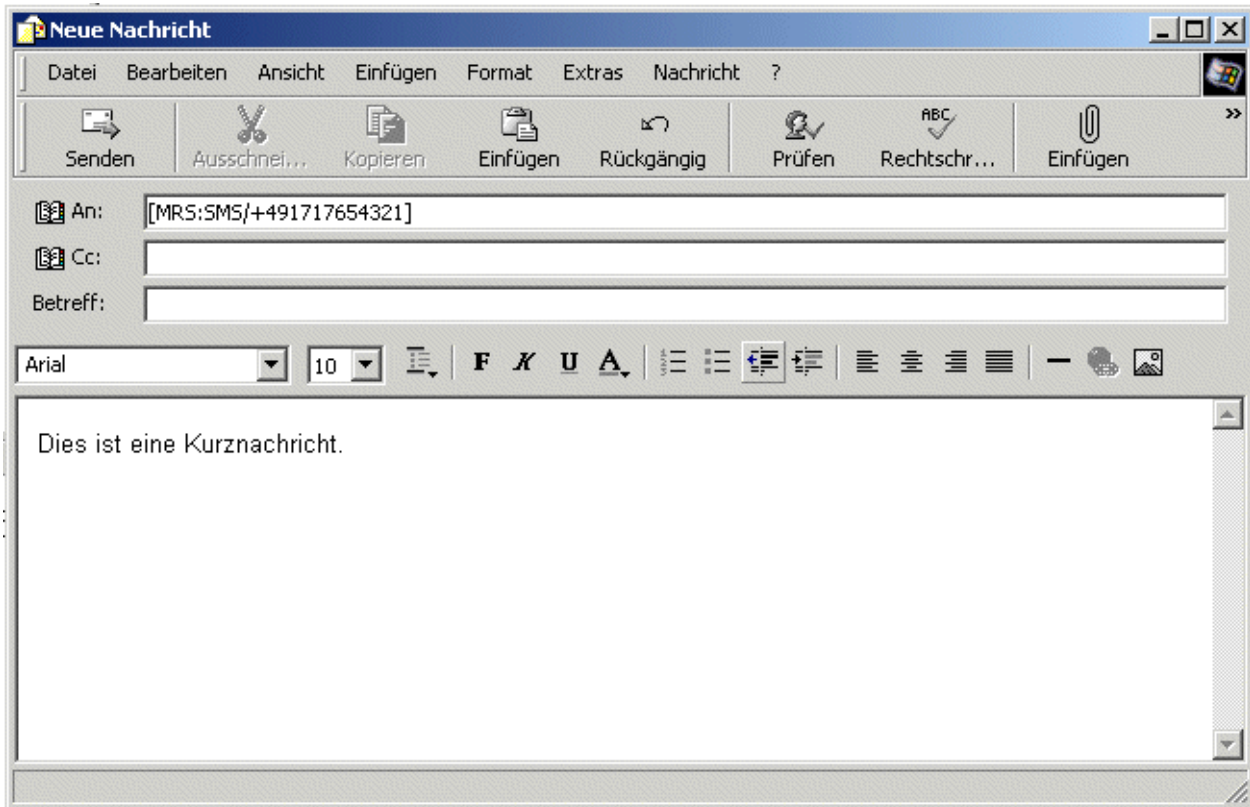 Neue Nachricht
Datei Bearbeiten Ansicht Einfügen Format Extras Nachricht ?
ABC
Senden Ausschnei... Kopieren Einfügen Rückgängig Prüfen Rechtschr... Einfügen »
An: [MRS:SMS/+491717654321]
Cc:
Betreff:
Arial 10 F K U A
Dies ist eine Kurznachricht.